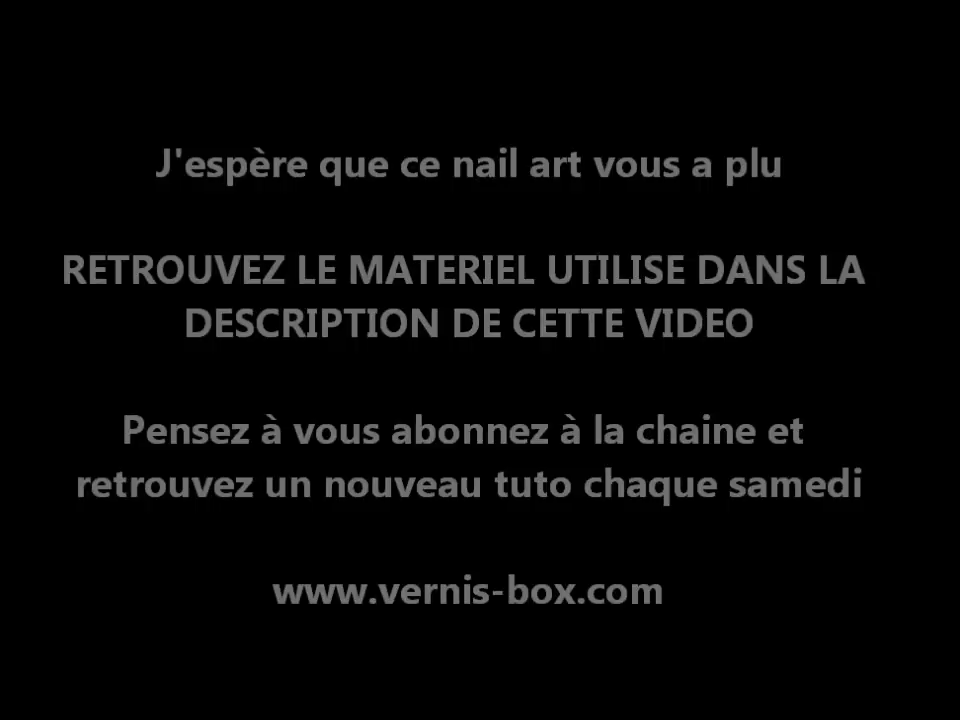 J'espère que ce nail art vous a plu
RETROUVEZ LE MATERIEL UTILISE DANS LA
DESCRIPTION DE CETTE VIDEO
Pensez à vous abonnez à la chaine et
retrouvez un nouveau tuto chaque samedi
www.vernis-box.com